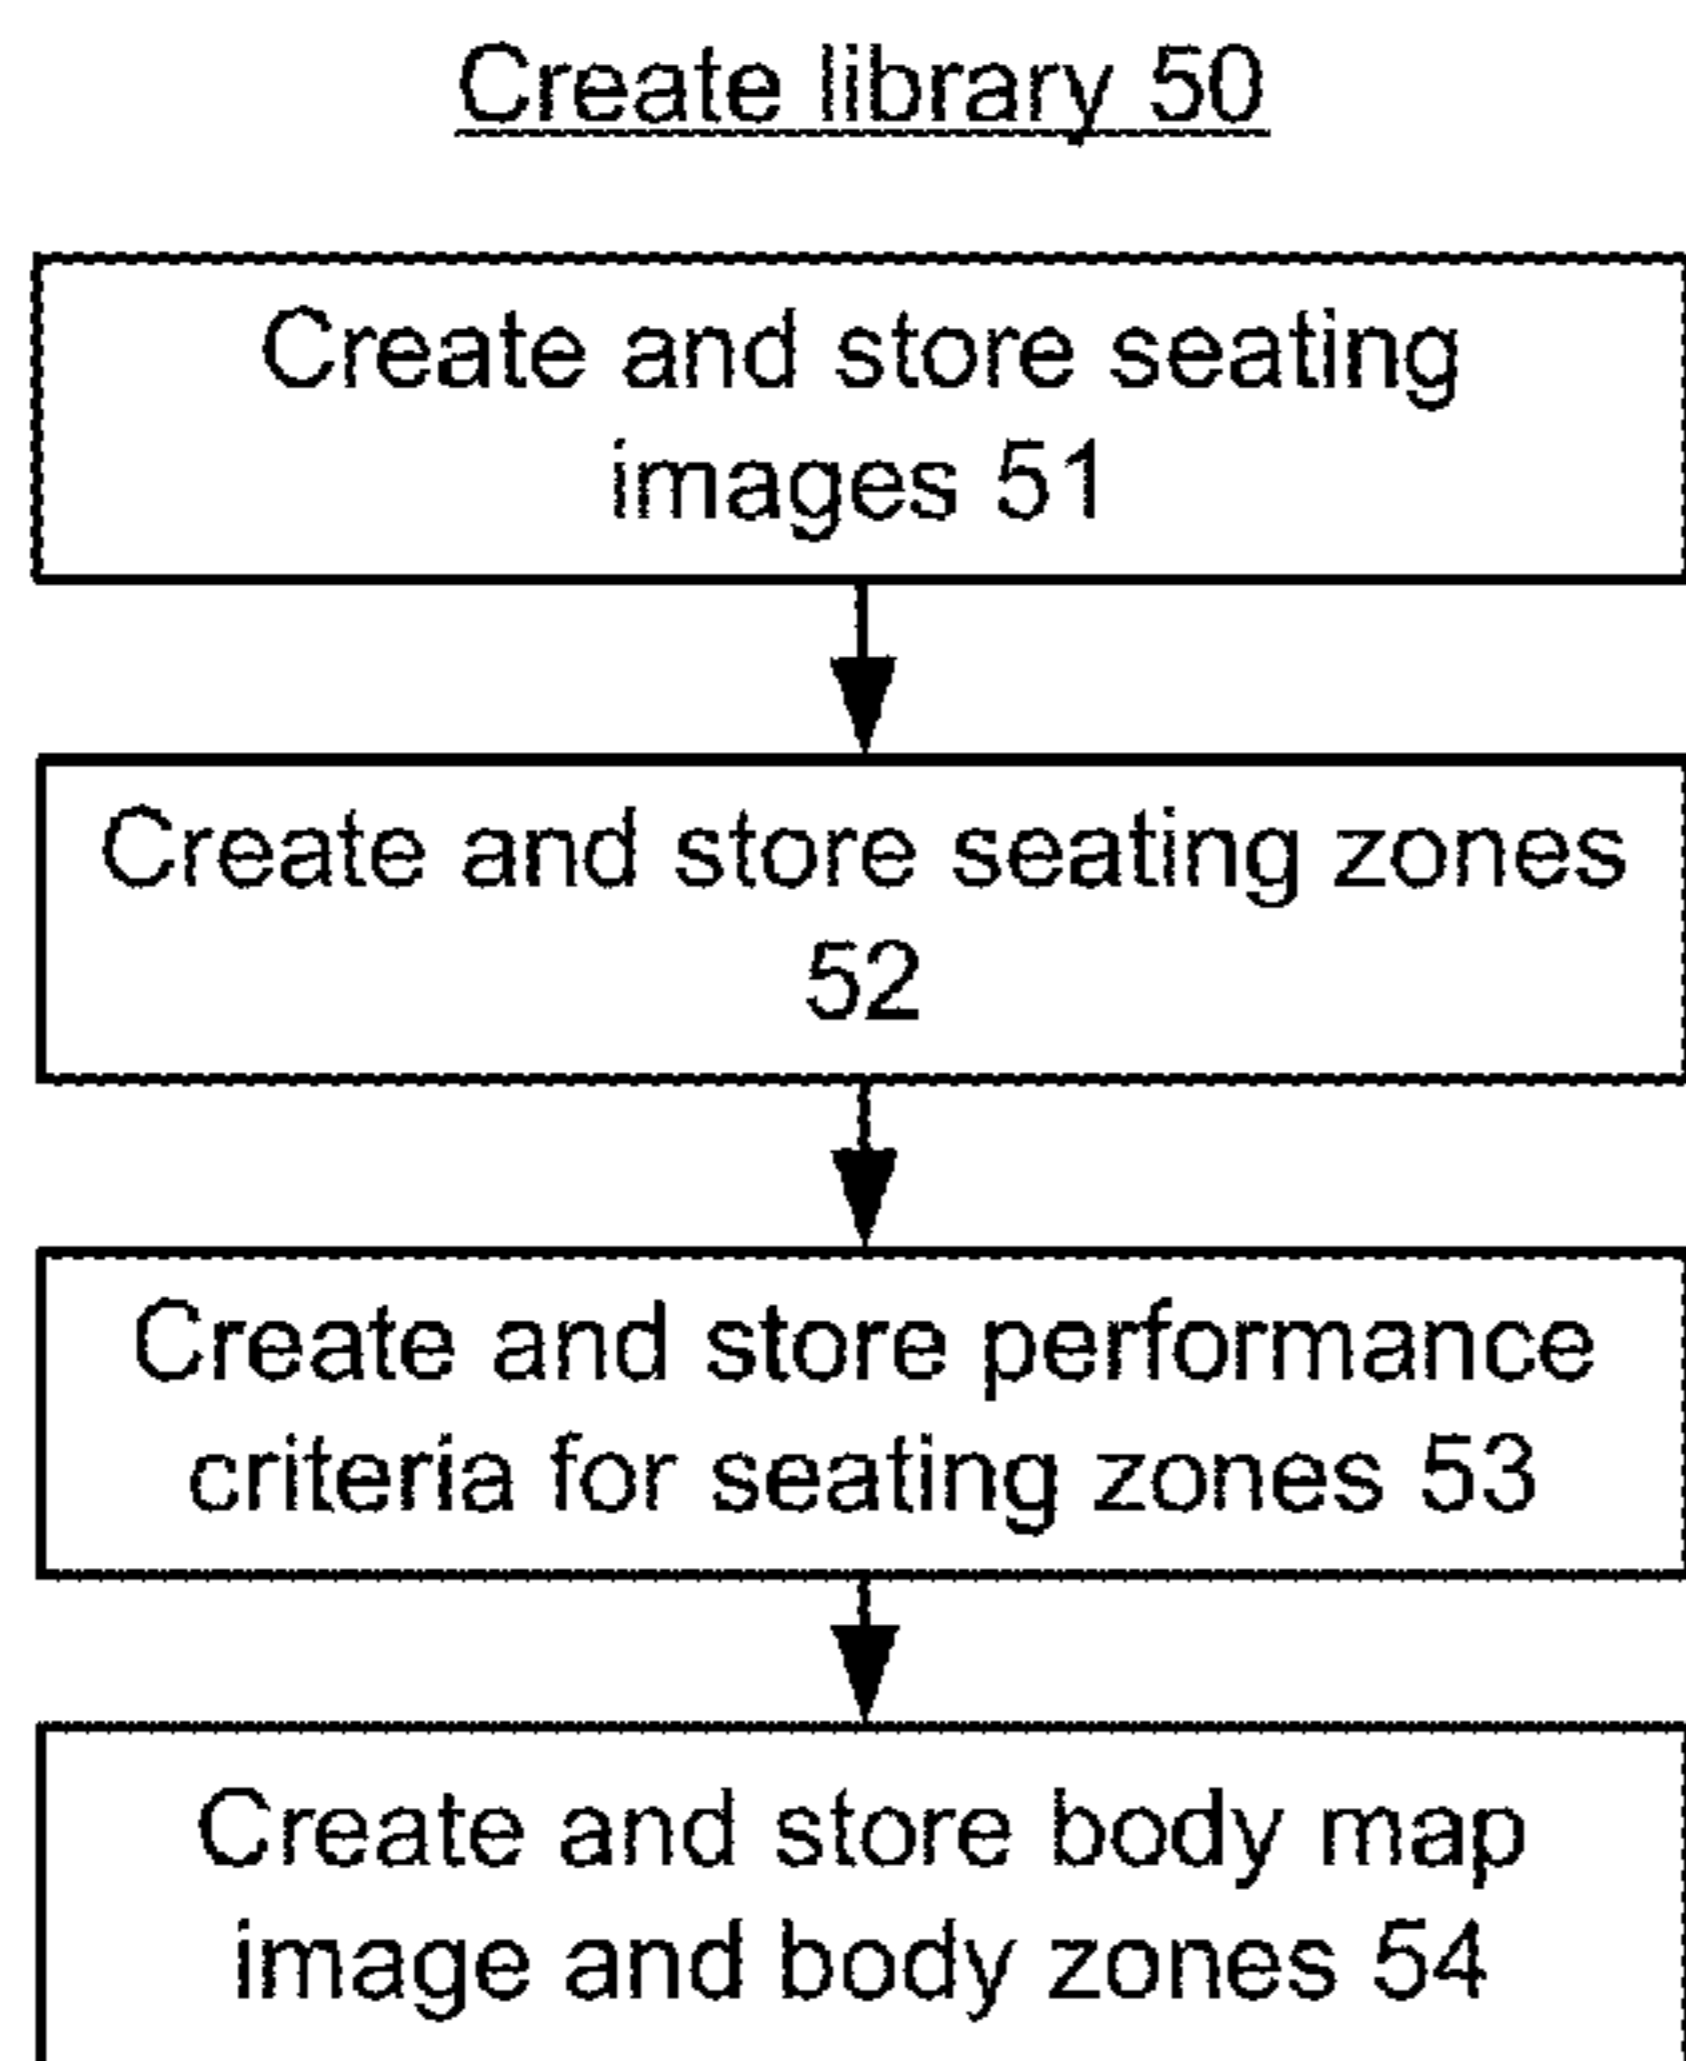 Create library 50
Create and store seating
images 51
Create and store seating zones
52
Create and store performance
criteria for seating zones 53
Create and store body map
image and body zones 54